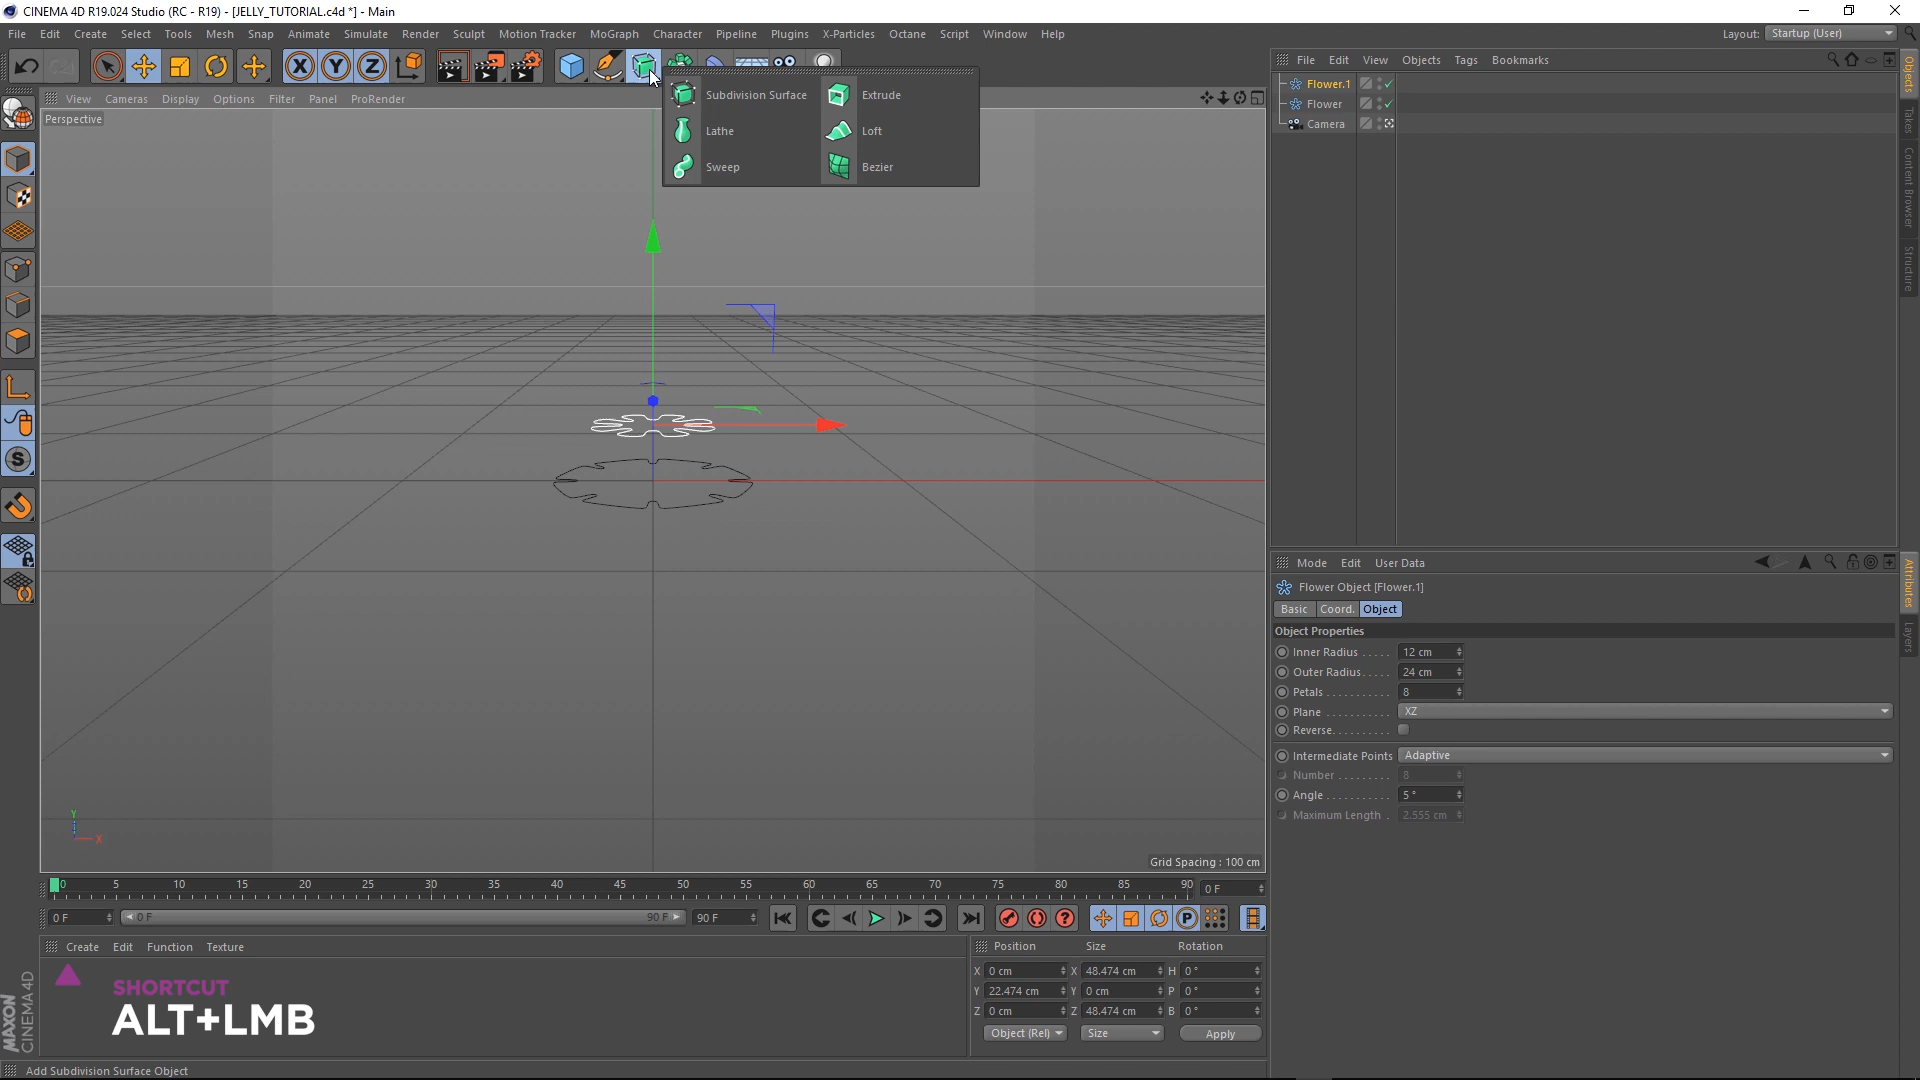 CINEMA 4D R19.024 Studio (RC - R19) - [JELLY_TUTORIAL.c4d *] - Main
File Edit Create Select Tools Mesh Snap Animate Simulate Render Sculpt Motion Tracker MoGraph Character Pipeline Plugins X-Particles Octane Script Window Help Layout: Startup (User)
X Y Z
File Edit View Objects Tags Bookmarks
View Cameras Display Options Filter Panel ProRender
Perspective
Subdivision Surface Extrude
Lathe Loft
Sweep Bezier
Flower.1
Flower
Camera
Objects
Takes
Content Browser
Structure
Mode Edit User Data
Flower Object [Flower.1]
Basic Coord. Object
Object Properties
Inner Radius ..... 12 cm
Outer Radius..... 24 cm
Petals .......... 8
Plane .......... XZ
Reverse.........
Intermediate Points Adaptive
Number ........ 8
Angle.......... 5 °
Maximum Length . 2.555 cm
Attributes
Layers
S
Y
X
Grid Spacing : 100 cm
0 5 10 15 20 25 30 35 40 45 50 55 60 65 70 75 80 85 90 0 F
0 F 0 F 90 F 90 F
P
Create Edit Function Texture
Position Size Rotation
X 0 cm X 48.474 cm H 0 °
Y 22.474 cm Y 0 cm P 0 °
Z 0 cm Z 48.474 cm B 0 °
Object (Rel) Size Apply
SHORTCUT
ALT+LMB
MAXON
CINEMA 4D
Add Subdivision Surface Object